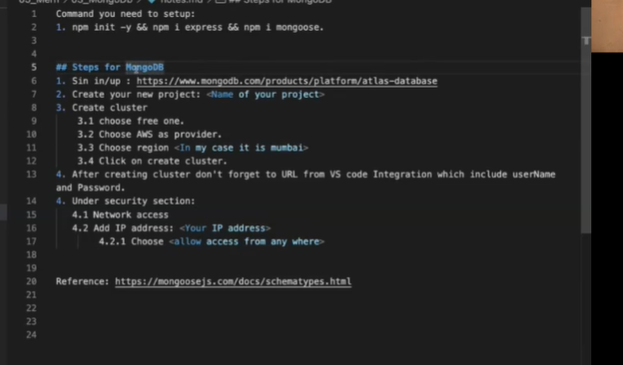 notes.md > ## Steps for MongoDB
1 Command you need to setup:
2 1. npm init -y && npm i express && npm i mongoose.
3
4
5 ## Steps for MongoDB
6 1. Sin in/up : https://www.mongodb.com/products/platform/atlas-database
7 2. Create your new project: <Name of your project>
8 3. Create cluster
9 3.1 choose free one.
10 3.2 Choose AWS as provider.
11 3.3 Choose region <In my case it is mumbai>
12 3.4 Click on create cluster.
13 4. After creating cluster don't forget to URL from VS code Integration which include userName
and Password.
14 4. Under security section:
15 4.1 Network access
16 4.2 Add IP address: <Your IP address>
17 4.2.1 Choose <allow access from any where>
18
19
20 Reference: https://mongoosejs.com/docs/schematypes.html
21
22
23
24